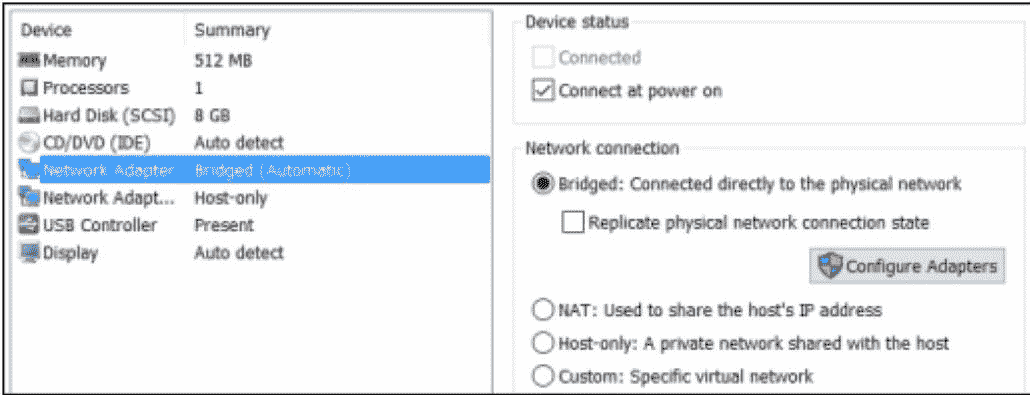 Device Summary
Memory 512 MB
Processors 1
Hard Disk (SCSI) 8 GB
CD/DVD (IDE) Auto detect
Network Adapter Bridged (Automatic)
Network Adapt... Host-only
USB Controller Present
Display Auto detect
Device status
Connected
Connect at power on
Network connection
Bridged: Connected directly to the physical network
Replicate physical network connection state
Configure Adapters
NAT: Used to share the host's IP address
Host-only: A private network shared with the host
Custom: Specific virtual network